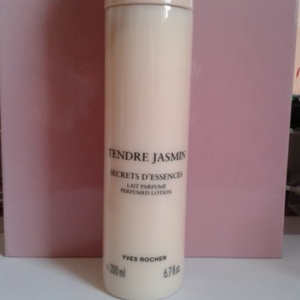 TENDRE JASMIN
SECRETS D'ESSENCES
LAIT PARFUMÉ
PERFUMED LOTION
YVES ROCHER
e 200 ml 6.7 fl.oz.